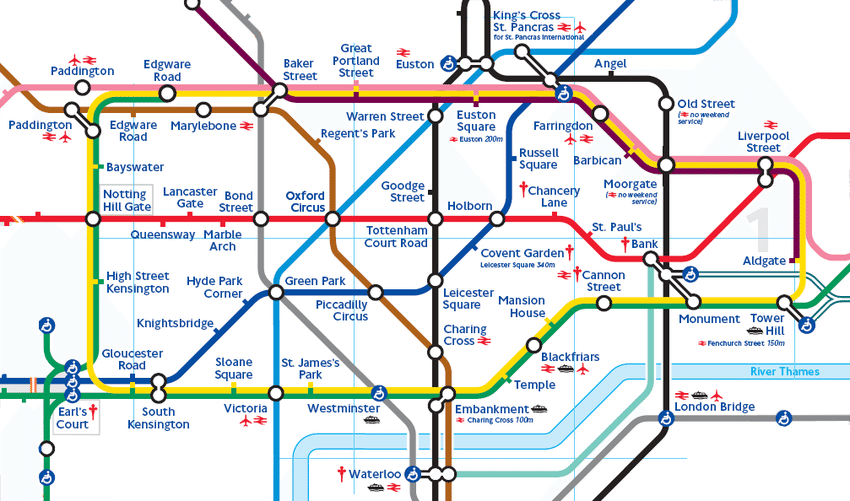 King's Cross
St. Pancras
for St. Pancras International
Euston
Great
Portland
Street
Baker
Street
Edgware
Road
Paddington
Angel
Old Street
(no weekend
service)
Liverpool
Street
Paddington
Edgware
Road
Marylebone
Regent's Park
Warren Street
Euston
Square
Euston 200m
Farringdon
Barbican
Moorgate
(no weekend
service)
Russell
Square
Bayswater
Notting
Hill Gate
Lancaster
Gate
Bond
Street
Oxford
Circus
Goodge
Street
Holborn
Chancery
Lane
St. Paul's
Bank
1
Queensway
Marble
Arch
Tottenham
Court Road
Covent Garden
Leicester Square 340m
Cannon
Street
Aldgate
High Street
Kensington
Hyde Park
Corner
Green Park
Piccadilly
Circus
Leicester
Square
Mansion
House
Monument
Tower
Hill
Fenchurch Street 150m
Knightsbridge
Charing
Cross
Blackfriars
Gloucester
Road
Sloane
Square
St. James's
Park
Temple
River Thames
Earl's
Court
South
Kensington
Victoria
Westminster
Embankment
Charing Cross 100m
London Bridge
Waterloo